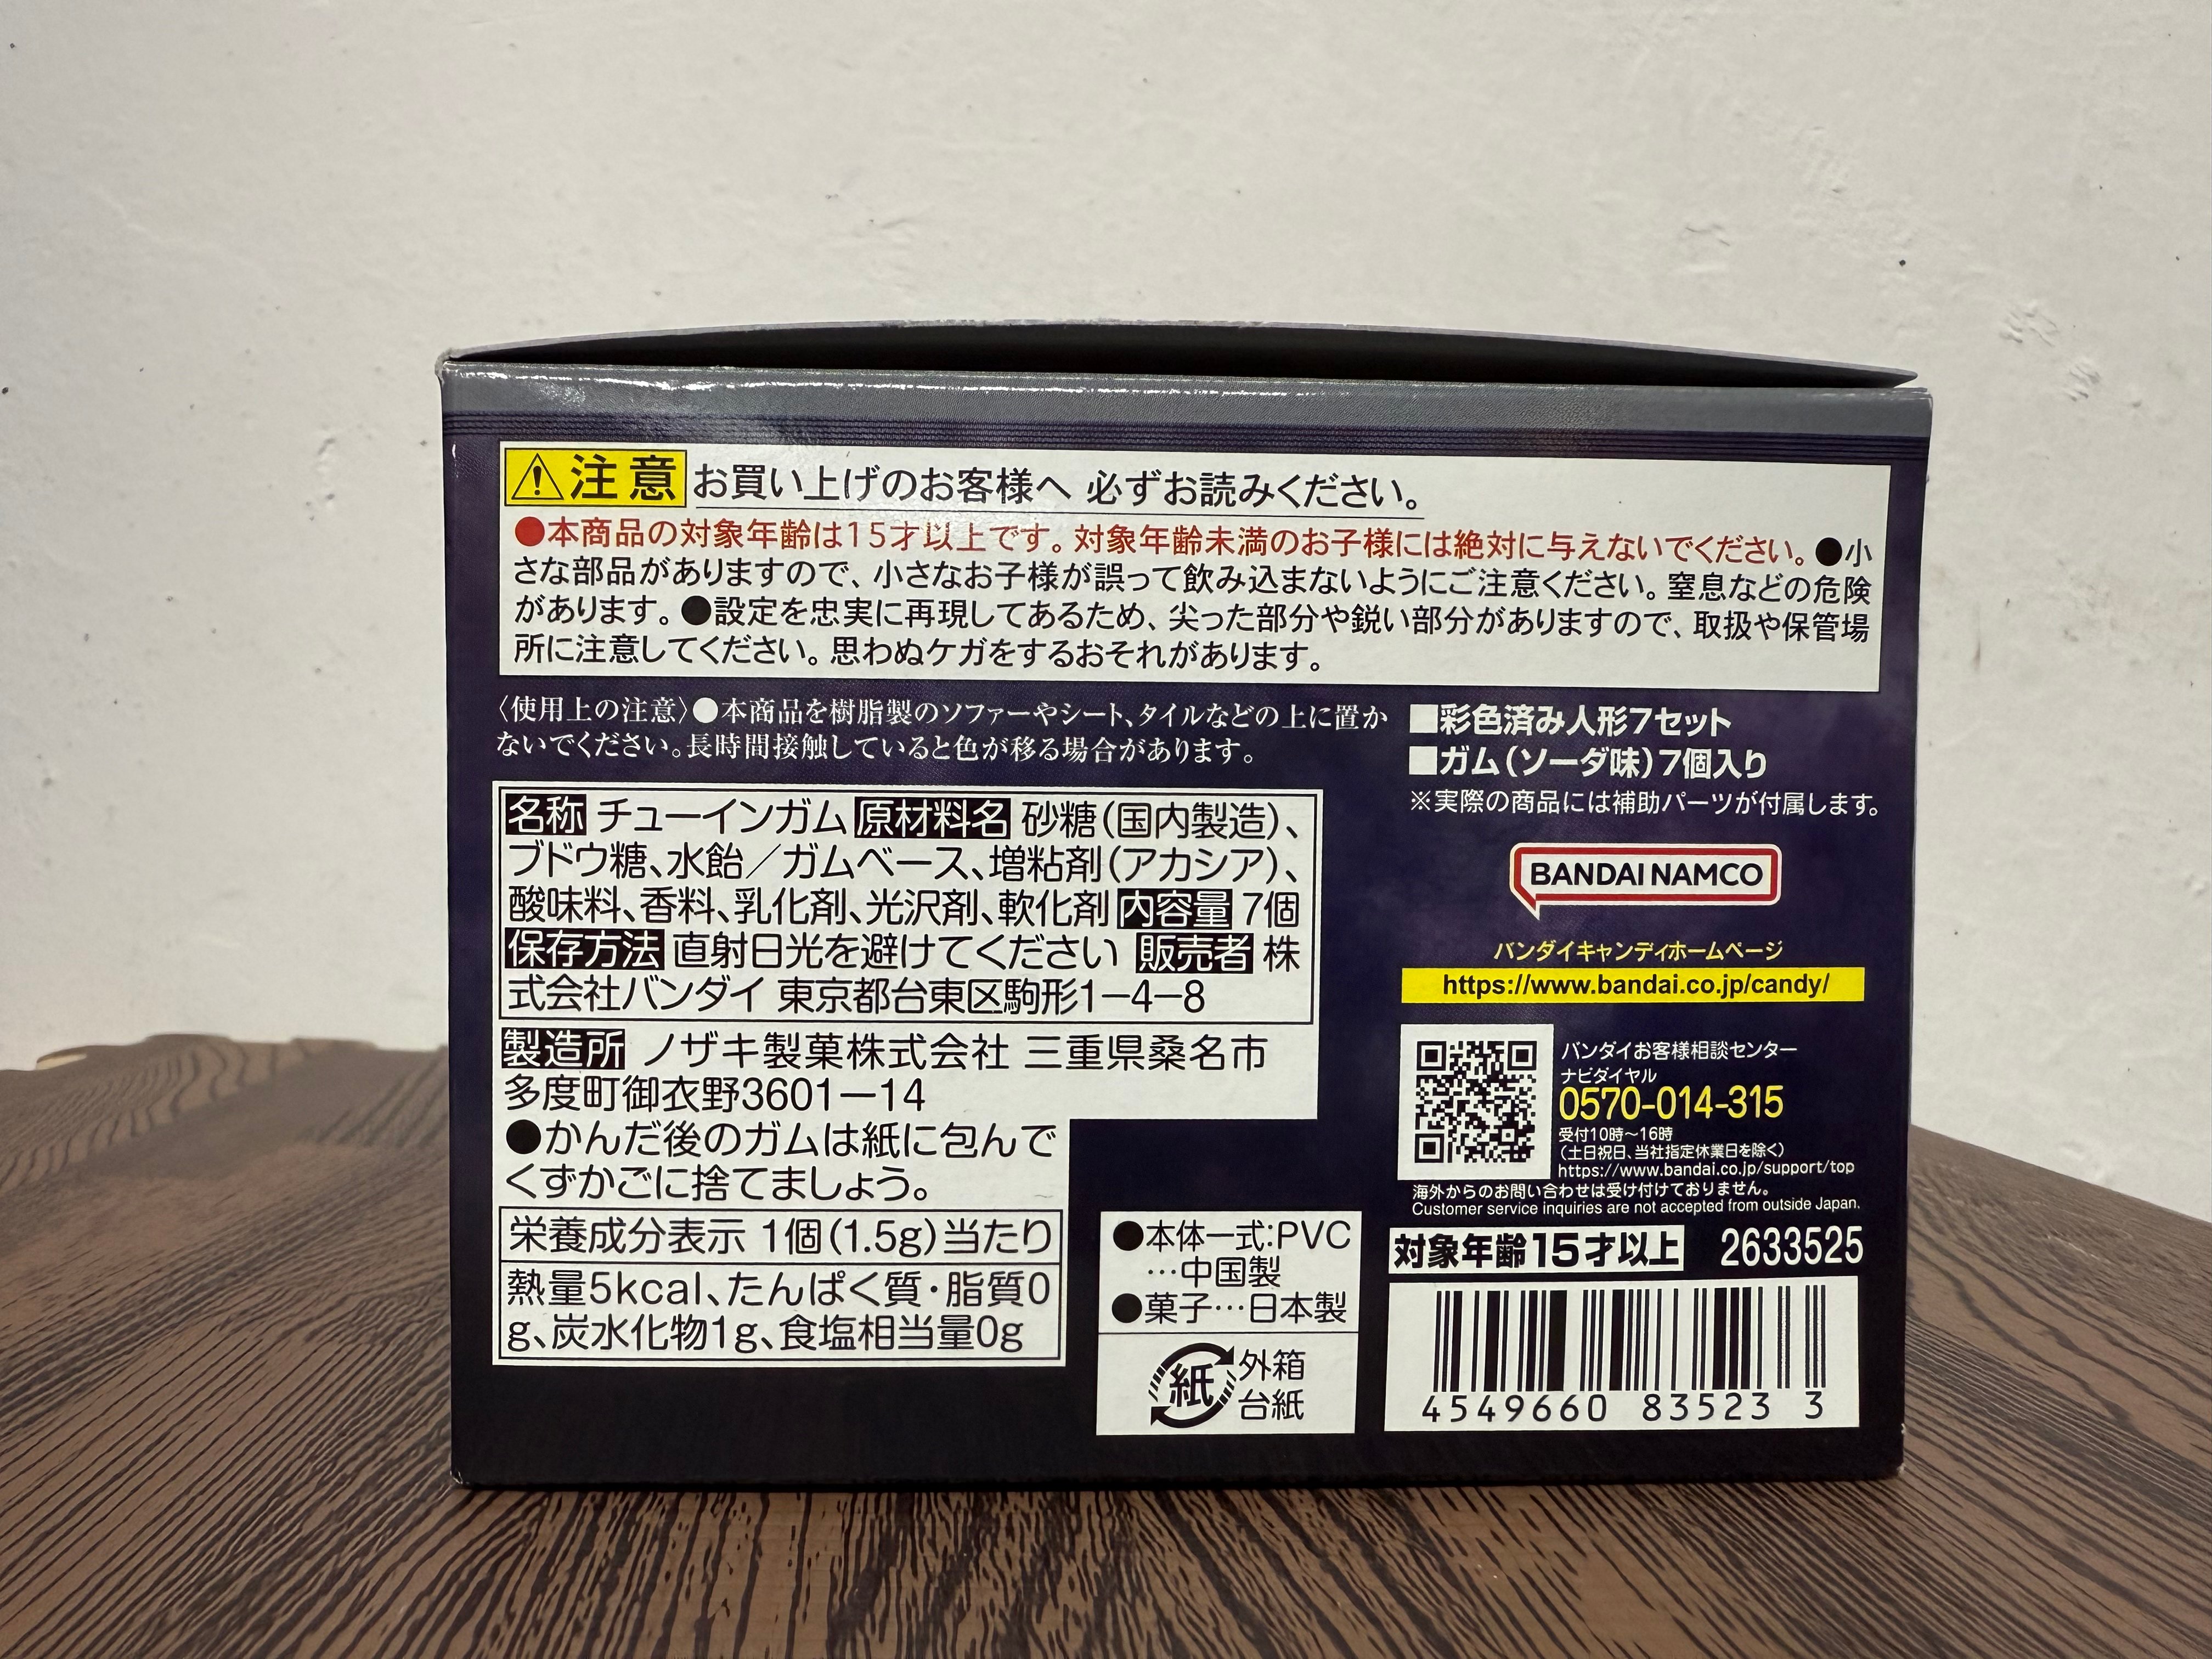 注意 お買い上げのお客様へ 必ずお読みください。
●本商品の対象年齢は15才以上です。対象年齢未満のお子様には絶対に与えないでください。●小
さな部品がありますので、小さなお子様が誤って飲み込まないようにご注意ください。窒息などの危険
があります。●設定を忠実に再現してあるため、尖った部分や鋭い部分がありますので、取扱や保管場
所に注意してください。思わぬケガをするおそれがあります。
〈使用上の注意〉●本商品を樹脂製のソファーやシート、タイルなどの上に置か
ないでください。長時間接触していると色が移る場合があります。
名称 チューインガム 原材料名 砂糖(国内製造)、
ブドウ糖、水飴／ガムベース、増粘剤(アカシア)、
酸味料、香料、乳化剤、光沢剤、軟化剤 内容量 7個
保存方法 直射日光を避けてください 販売者 株
式会社バンダイ 東京都台東区駒形1-4-8
製造所 ノザキ製菓株式会社 三重県桑名市
多度町御衣野3601-14
●かんだ後のガムは紙に包んで
くずかごに捨てましょう。
栄養成分表示 1個(1.5g)当たり
熱量5kcal、たんぱく質・脂質0
g、炭水化物1g、食塩相当量0g
●本体一式:PVC
…中国製
●菓子…日本製
紙 外箱
台紙
■彩色済み人形7セット
■ガム(ソーダ味)7個入り
※実際の商品には補助パーツが付属します。
BANDAI NAMCO
バンダイキャンディホームページ
https://www.bandai.co.jp/candy/
バンダイお客様相談センター
ナビダイヤル
0570-014-315
受付10時～16時
(土日祝日、当社指定休業日を除く)
https://www.bandai.co.jp/support/top
海外からのお問い合わせは受け付けておりません。
Customer service inquiries are not accepted from outside Japan.
対象年齢15才以上 2633525
4549660 83523 3